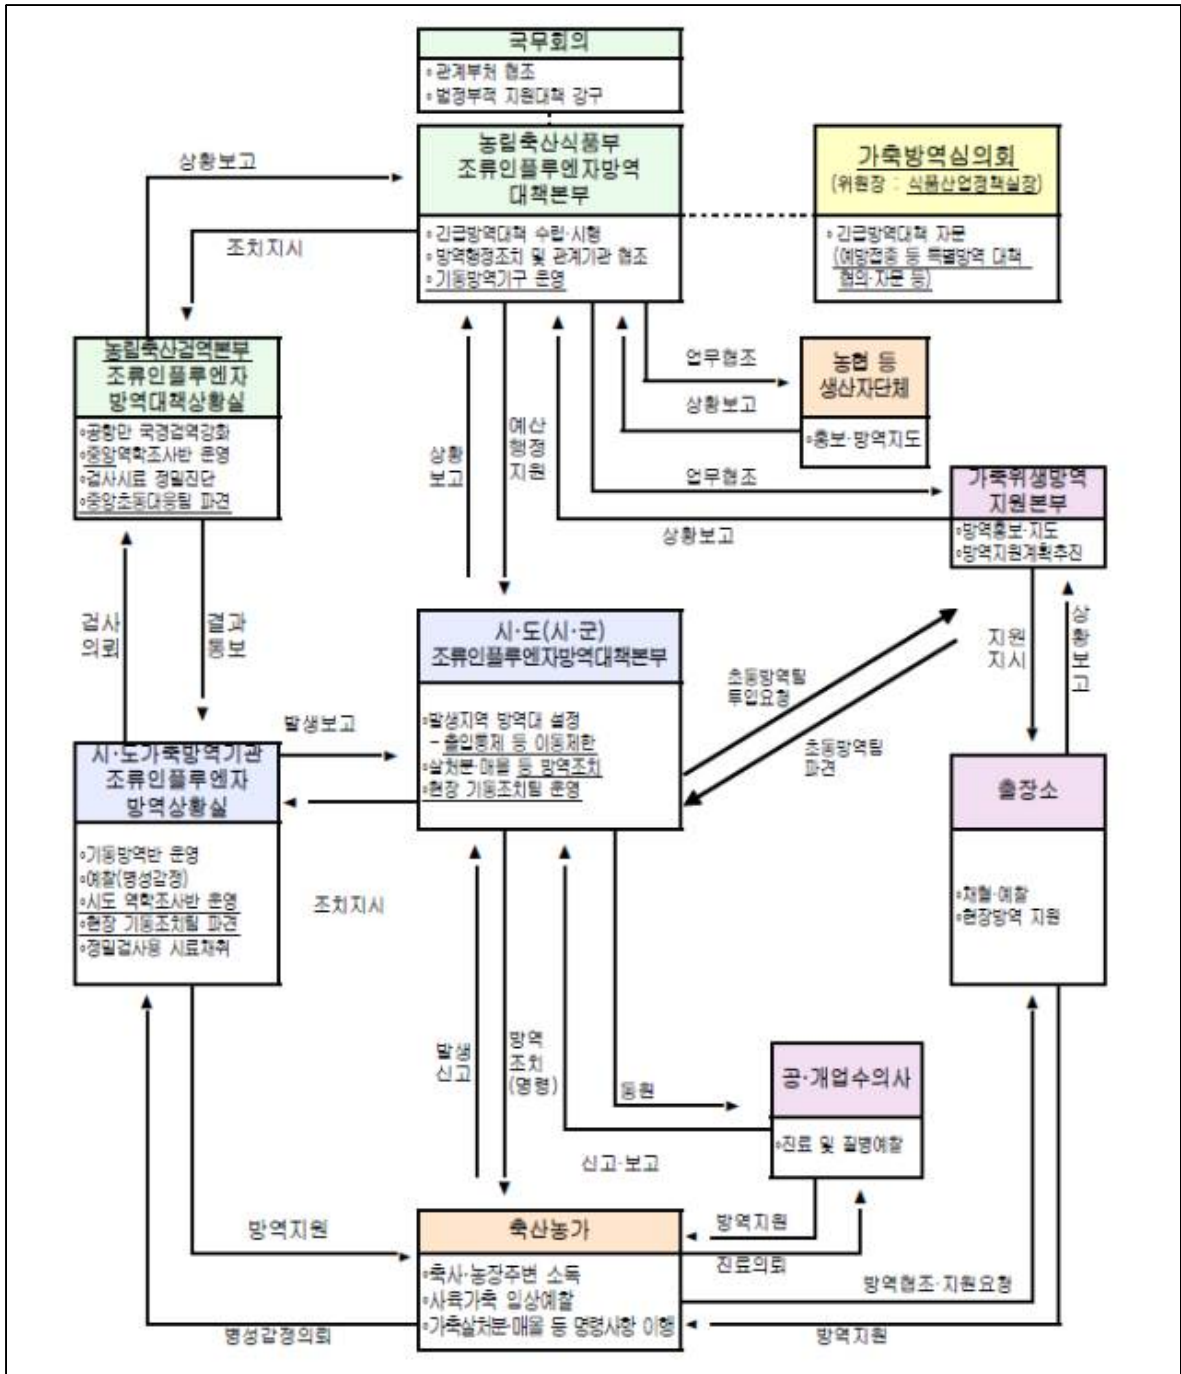 국무회의
◦관계부처 협조
◦범정부적 지원대책 강구
농림축산식품부
조류인플루엔자방역
대책본부
◦긴급방역대책 수립·시행
◦방역행정조치 및 관계기관 협조
◦기동방역기구 운영
가축방역심의회
(위원장 : 식품산업정책실장)
◦긴급방역대책 자문
(예방접종 등 특별방역 대책
협의·자문 등)
상황보고
조치지시
농림축산검역본부
조류인플루엔자
방역대책상황실
◦공항만 국경검역강화
◦중앙역학조사반 운영
◦검사시료 정밀진단
◦중앙초동대응팀 파견
업무협조
상황보고
농협 등
생산자단체
◦홍보·방역지도
상황
보고
예산
행정
지원
업무협조
상황보고
가축위생방역
지원본부
◦방역홍보·지도
◦방역지원계획추진
검사
의뢰
결과
통보
시·도(시·군)
조류인플루엔자방역대책본부
◦발생지역 방역대 설정
- 출입통제 등 이동제한
◦살처분·매몰 등 방역조치
◦현장 기동조치팀 운영
초동방역팀
투입요청
초동방역팀
파견
지원
지시
상
황
보
고
발생보고
시·도가축방역기관
조류인플루엔자
방역상황실
◦기동방역반 운영
◦예찰(병성감정)
◦시도 역학조사반 운영
◦현장 기동조치팀 파견
◦정밀검사용 시료채취
조치지시
출장소
◦채혈·예찰
◦현장방역 지원
발생
신고
방역
조치
(명령)
동원
신고·보고
공·개업수의사
◦진료 및 질병예찰
방역지원
축산농가
◦축사·농장주변 소독
◦사육가축 임상예찰
◦가축살처분·매몰 등 명령사항 이행
방역지원
진료의뢰
방역협조·지원요청
병성감정의뢰
방역지원